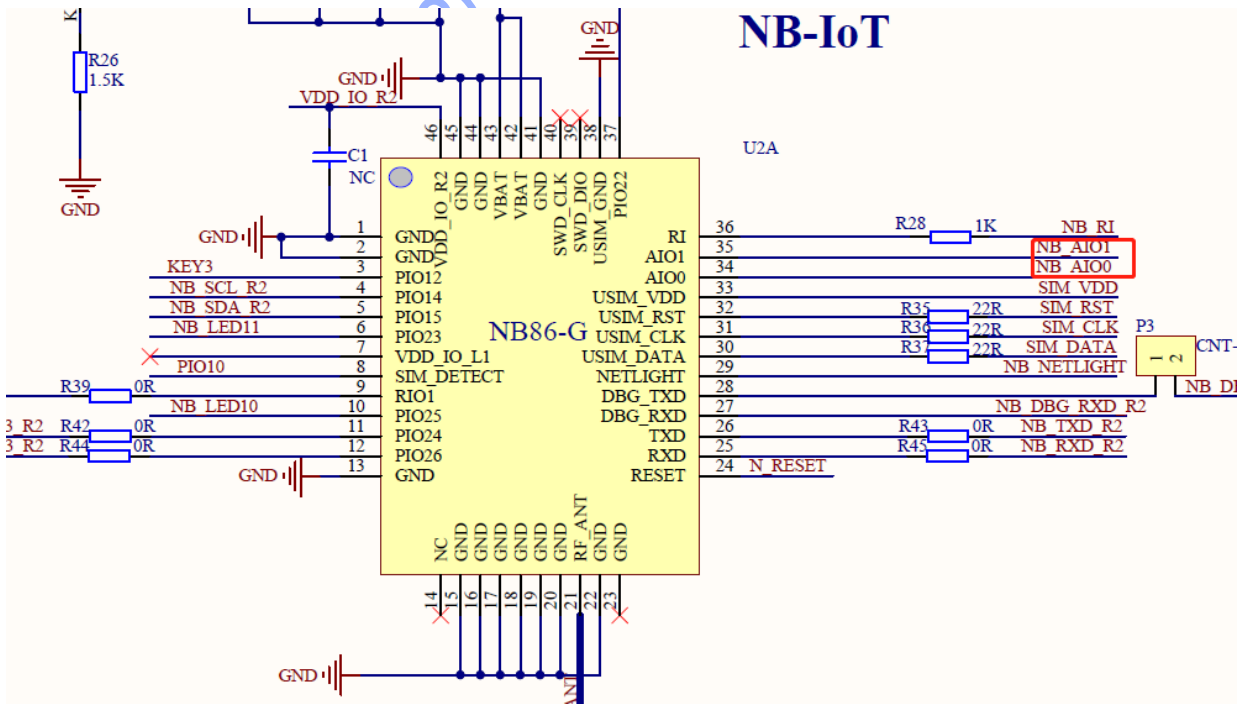 NB-IoT
R26
1.5K
GND
GND
GND
VDD_IO_R2
C1
NC
U2A
46
45
44
43
42
41
40
39
38
37
VDD_IO_R2
GND
GND
VBAT
VBAT
GND
SWD_CLK
SWD_DIO
USIM_GND
PIO22
NB86-G
GND
1 GND
2 GND
KEY3 3 PIO12
NB_SCL_R2 4 PIO14
NB_SDA_R2 5 PIO15
NB_LED11 6 PIO23
7 VDD_IO_L1
PIO10 8 SIM_DETECT
R39 0R 9 RIO1
NB_LED10 10 PIO25
3_R2 R42 0R 11 PIO24
3_R2 R44 0R 12 PIO26
GND 13 GND
RI 36 R28 1K NB_RI
AIO1 35 NB_AIO1
AIO0 34 NB_AIO0
USIM_VDD 33 SIM_VDD
USIM_RST 32 R35 22R SIM_RST
USIM_CLK 31 R36 22R SIM_CLK
USIM_DATA 30 R37 22R SIM_DATA
NETLIGHT 29 NB_NETLIGHT
DBG_TXD 28
DBG_RXD 27 NB_DBG_RXD_R2
TXD 26 R43 0R NB_TXD_R2
RXD 25 R45 0R NB_RXD_R2
RESET 24 N_RESET
P3
1
2
CNT-
NB_D
NC
GND
GND
GND
GND
GND
GND
RF_ANT
GND
GND
14
15
16
17
18
19
20
21
22
23
GND
ANT